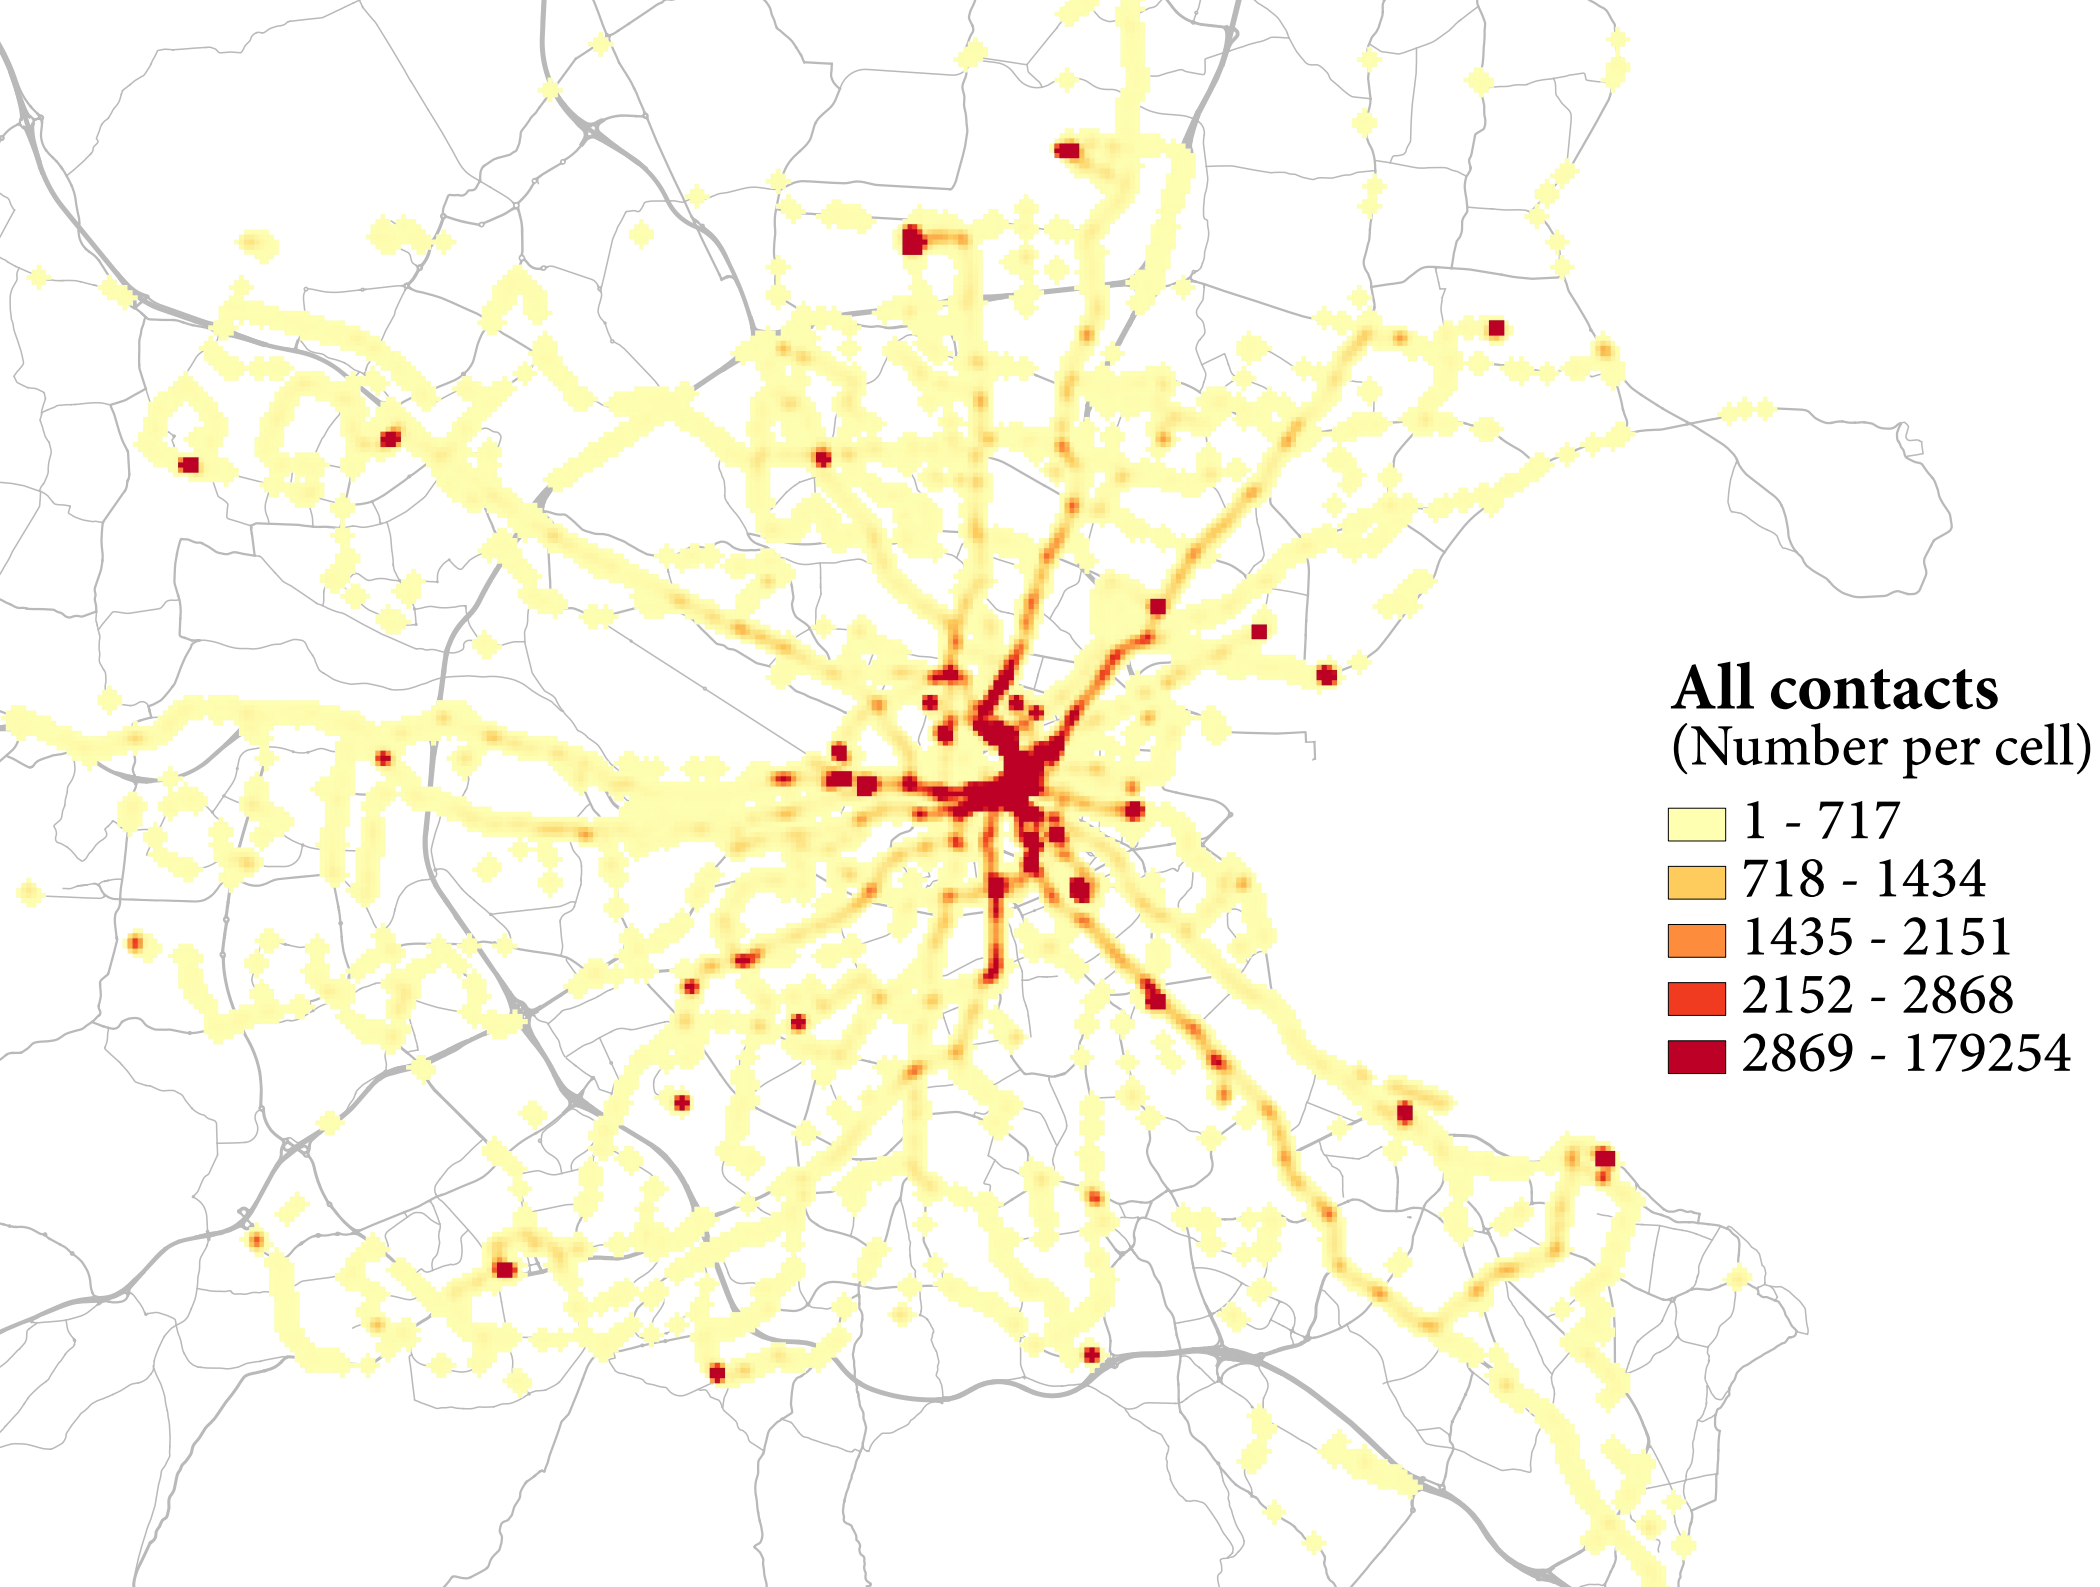 All contacts
(Number per cell)
1 - 717
718 - 1434
1435 - 2151
2152 - 2868
2869 - 179254